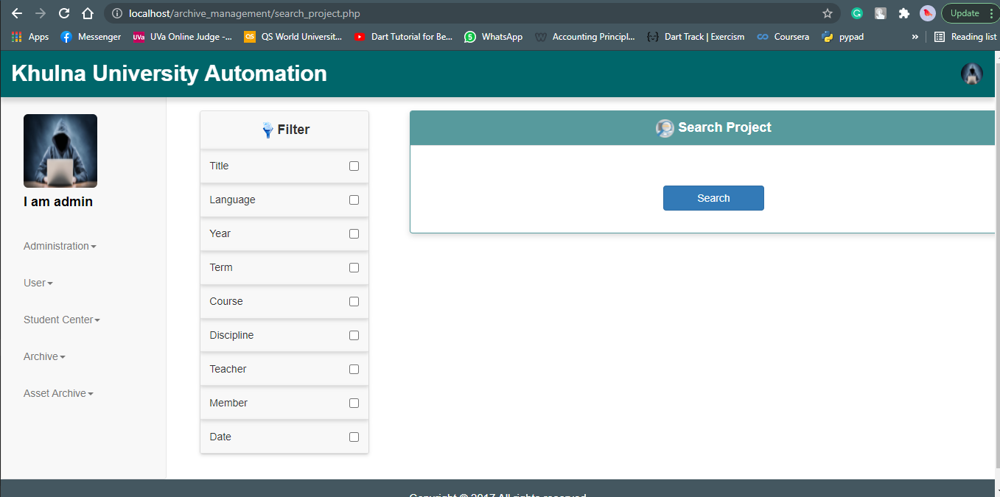 localhost/archive_management/search_project.php
Update
Apps
Messenger
UVa
UVa Online Judge -...
QS
QS World Universit...
Dart Tutorial for Be...
5
WhatsApp
Accounting Principl...
Dart Track | Exercism
Coursera
pypad
»
Reading list
Khulna University Automation
I am admin
Administration
User
Student Center
Archive
Asset Archive
Filter
Title
Language
Year
Term
Course
Discipline
Teacher
Member
Date
Search Project
Search
Copyright © 2017 All rights reserved